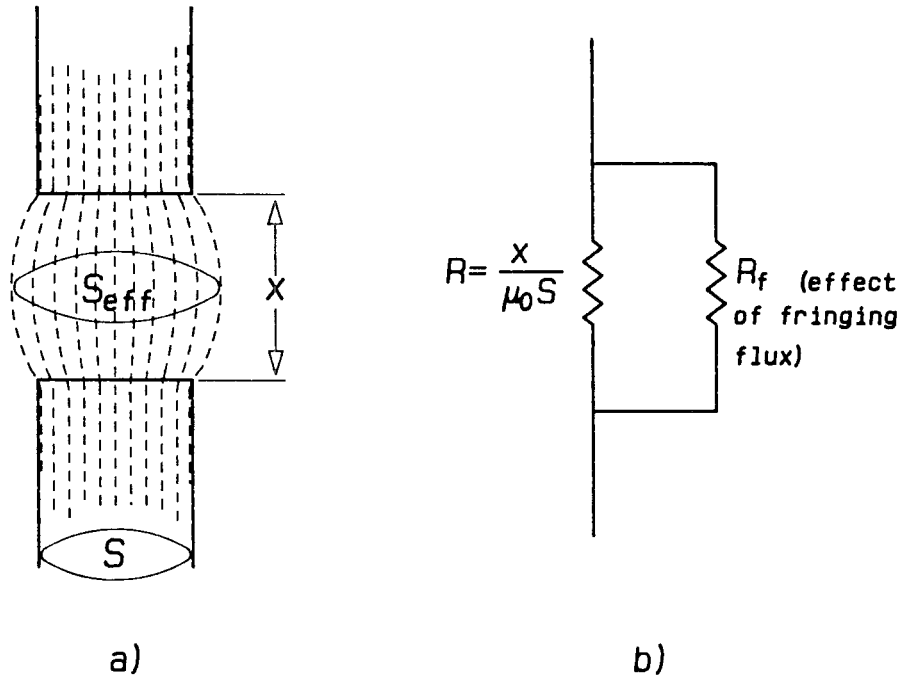 S_eff
x
S
a)
R = x / μ₀S
R_f (effect
of fringing
flux)
b)